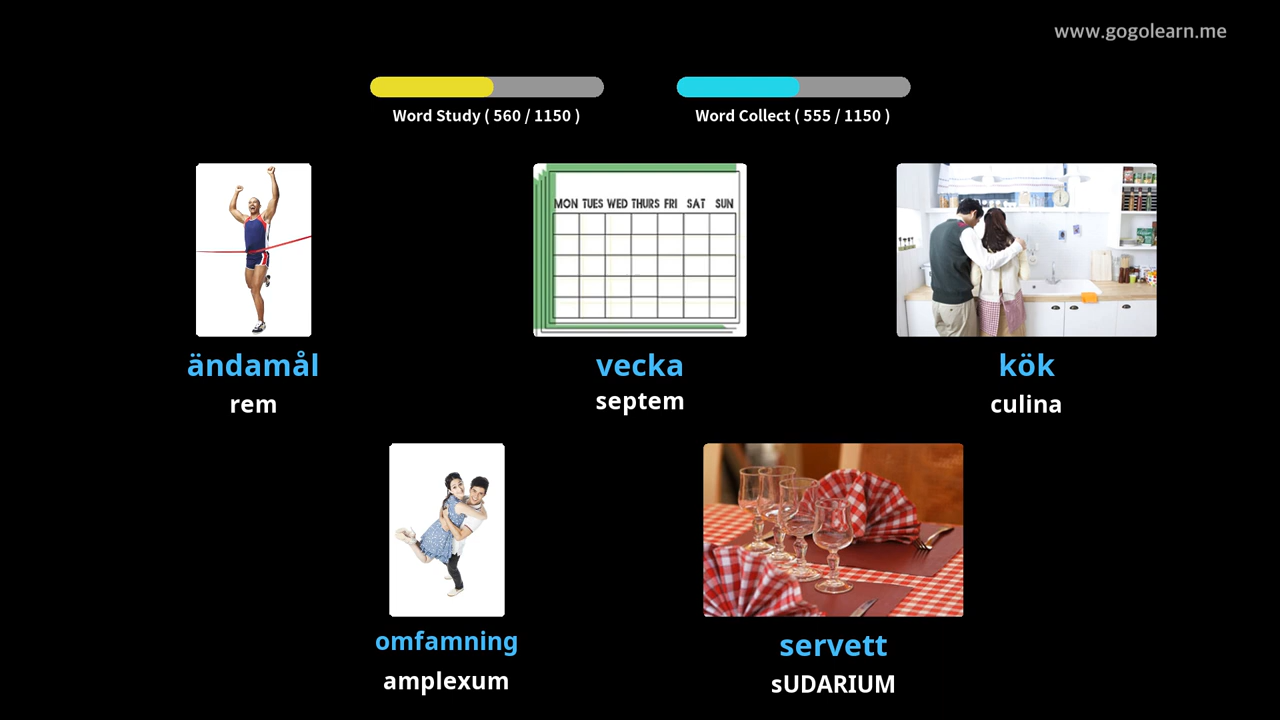 www.gogolearn.me
Word Study ( 560 / 1150 )
Word Collect ( 555 / 1150 )
MON TUES WED THURS FRI SAT SUN
ändamål
rem
vecka
septem
kök
culina
omfamning
amplexum
servett
sUDARIUM